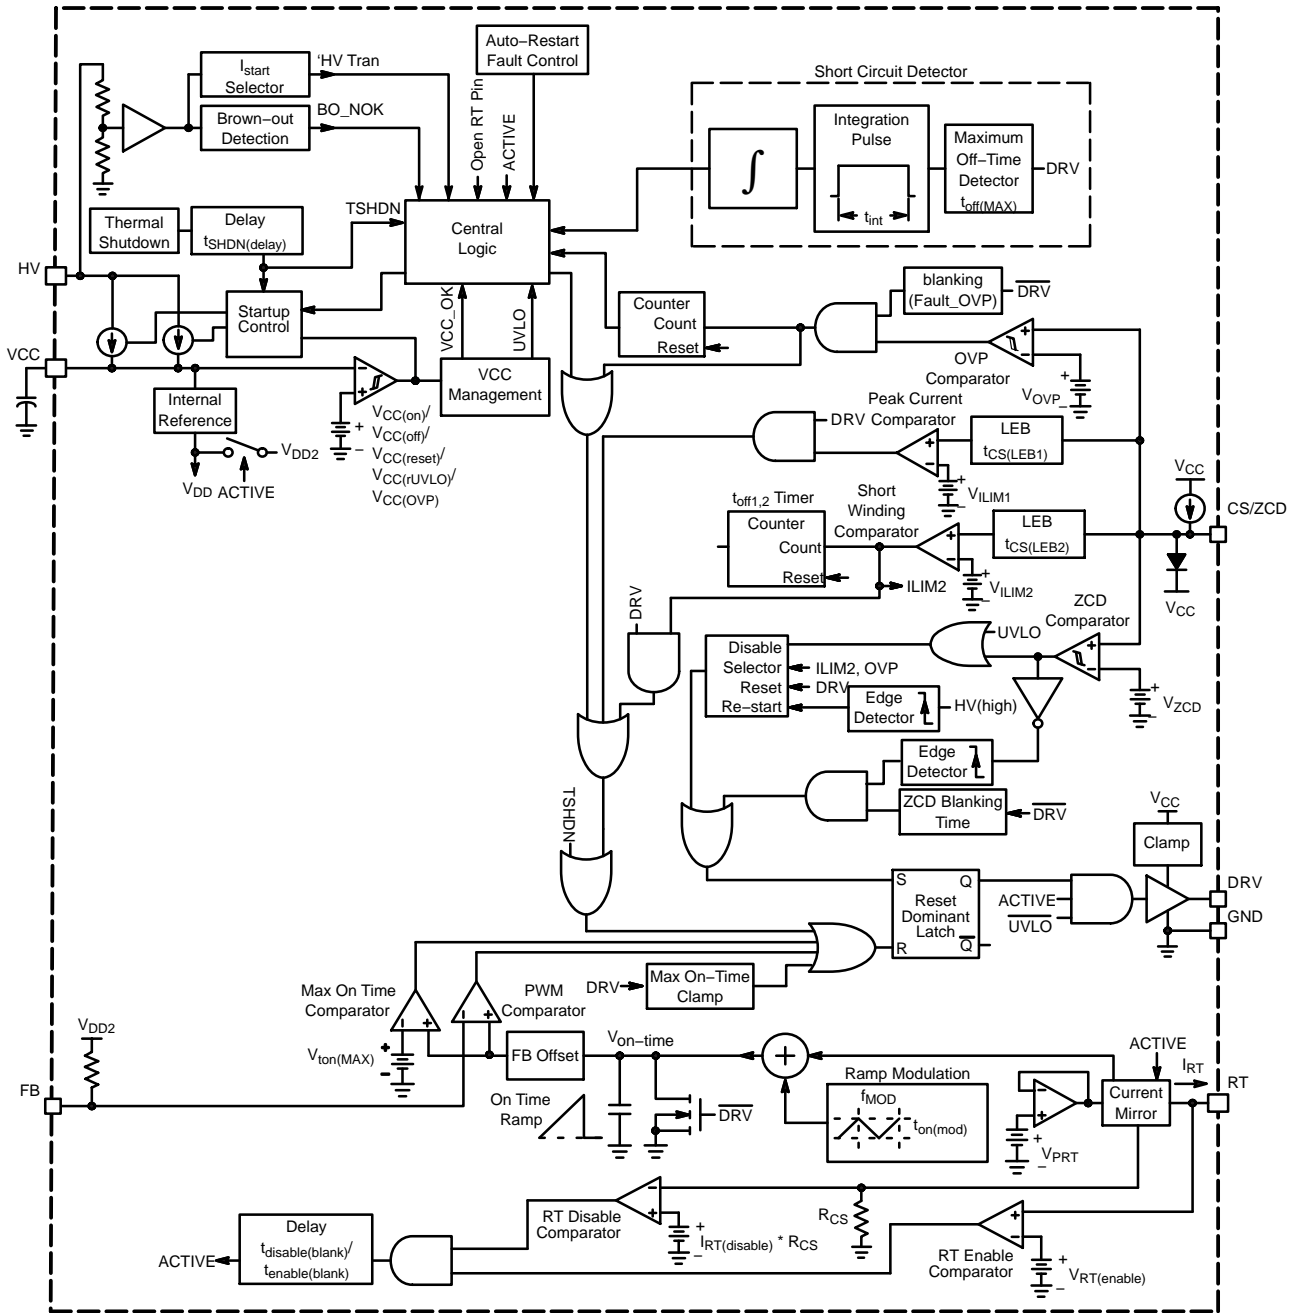 Auto−Restart
Fault Control
Istart
Selector
‘HV Tran
Brown−out
Detection
BO_NOK
Open RT Pin
ACTIVE
Short Circuit Detector
∫
Integration
Pulse
tint
Maximum
Off−Time
Detector
toff(MAX)
DRV
Thermal
Shutdown
Delay
tSHDN(delay)
TSHDN
Central
Logic
HV
Startup
Control
VCC_OK
UVLO
VCC
Management
VCC
Internal
Reference
VDD
ACTIVE
VDD2
VCC(on)/
VCC(off)/
VCC(reset)/
VCC(rUVLO)/
VCC(OVP)
Counter
Count
Reset
blanking
(Fault_OVP)
DRV
OVP
Comparator
VOVP
Peak Current
Comparator
DRV
LEB
tCS(LEB1)
VILIM1
VCC
CS/ZCD
VCC
toff1,2 Timer
Counter
Count
Reset
Short
Winding
Comparator
LEB
tCS(LEB2)
ILIM2
VILIM2
DRV
ZCD
Comparator
UVLO
VZCD
Disable
Selector
Reset
Re−start
ILIM2, OVP
DRV
Edge
Detector
HV(high)
Edge
Detector
ZCD Blanking
Time
DRV
TSHDN
VCC
Clamp
DRV
GND
S
Q
Reset
Dominant
Latch
Q
R
ACTIVE
UVLO
DRV
Max On−Time
Clamp
Max On Time
Comparator
PWM
Comparator
VDD2
Vton(MAX)
FB Offset
Von−time
FB
On Time
Ramp
DRV
Ramp Modulation
fMOD
ton(mod)
ACTIVE
IRT
RT
Current
Mirror
VPRT
RT Disable
Comparator
IRT(disable) * RCS
RCS
RT Enable
Comparator
VRT(enable)
Delay
tdisable(blank)/
tenable(blank)
ACTIVE